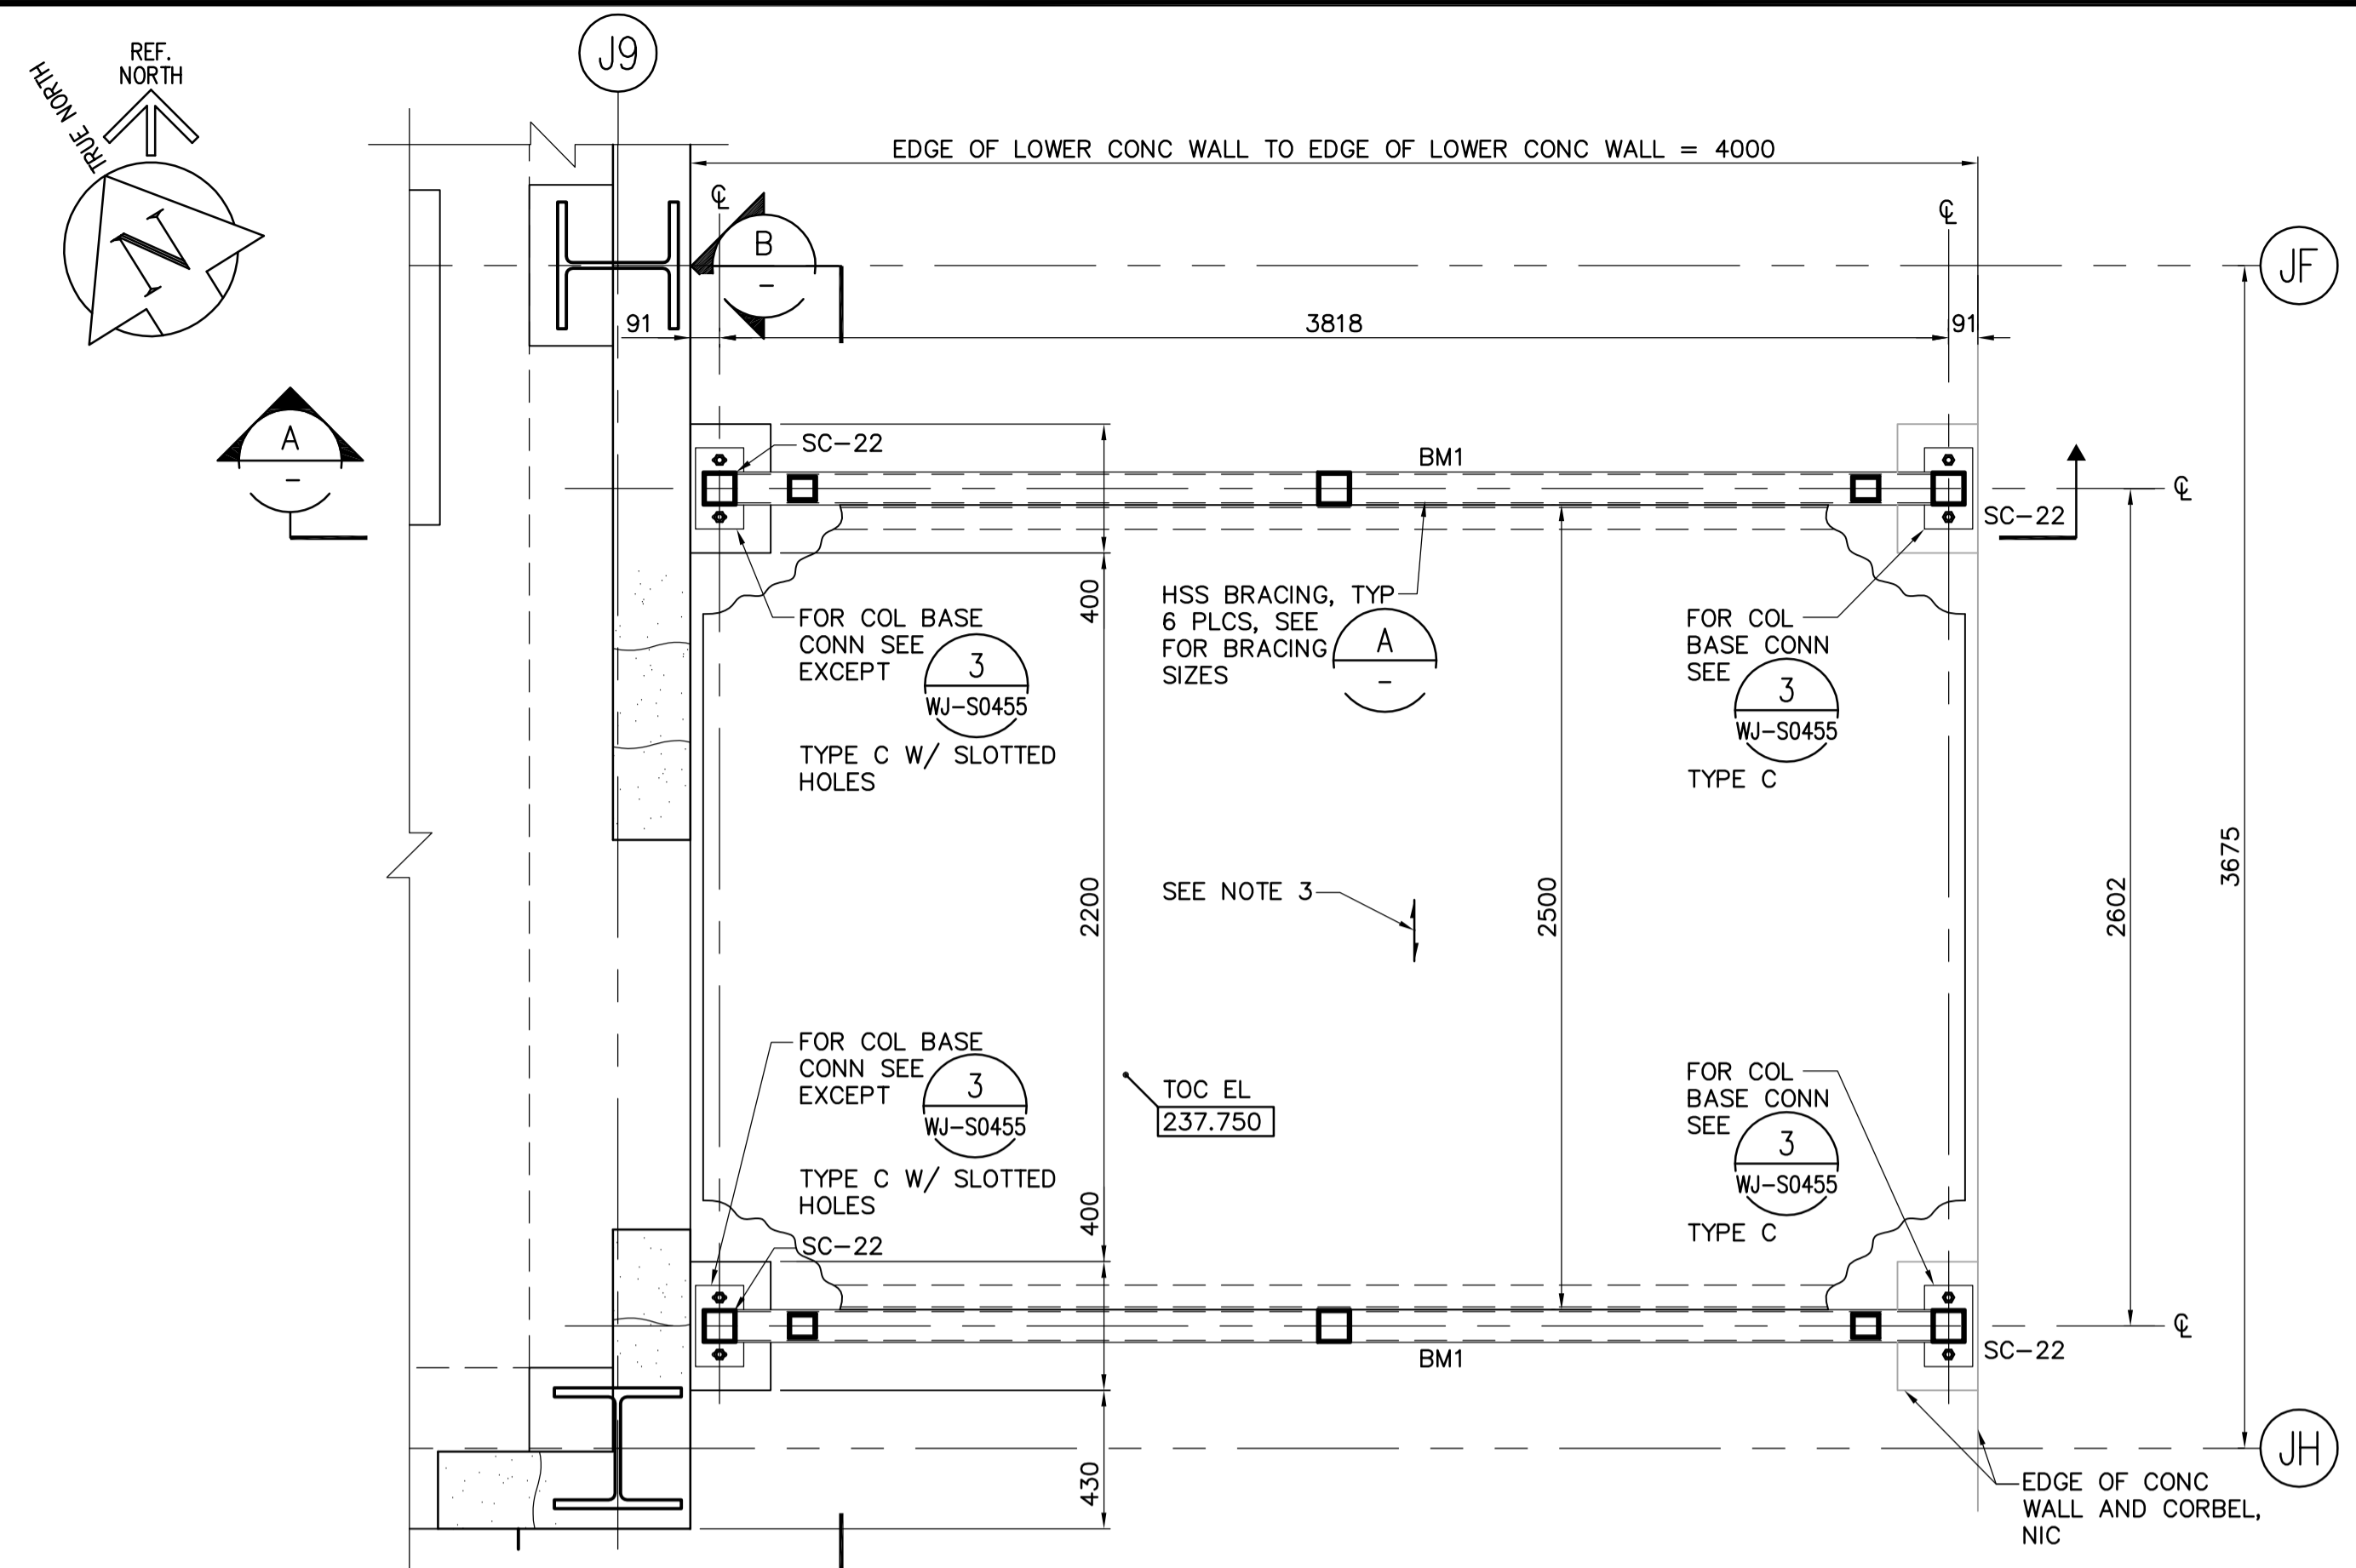 REF.
NORTH
TRUE NORTH
N
J9
EDGE OF LOWER CONC WALL TO EDGE OF LOWER CONC WALL = 4000
℄
℄
B
-
JF
91
3818
91
A
-
SC-22
BM1
℄
SC-22
400
HSS BRACING, TYP
6 PLCS, SEE
FOR BRACING
SIZES
A
-
FOR COL BASE
CONN SEE
EXCEPT
3
WJ-S0455
TYPE C W/ SLOTTED
HOLES
FOR COL
BASE CONN
SEE
3
WJ-S0455
TYPE C
SEE NOTE 3
2200
2500
2602
3675
FOR COL BASE
CONN SEE
EXCEPT
3
WJ-S0455
TYPE C W/ SLOTTED
HOLES
TOC EL
237.750
FOR COL
BASE CONN
SEE
3
WJ-S0455
TYPE C
400
SC-22
℄
BM1
SC-22
JH
430
EDGE OF CONC
WALL AND CORBEL,
NIC